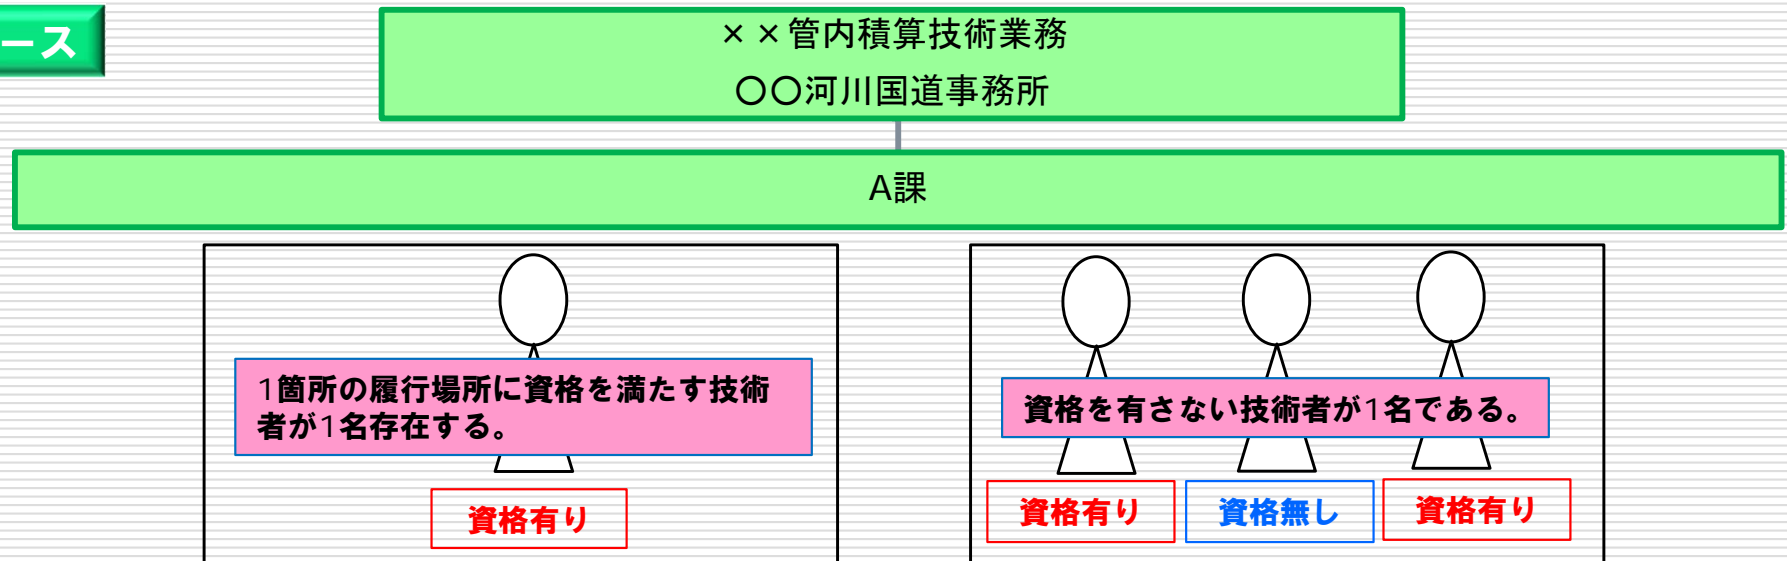 ース
××管内積算技術業務
〇〇河川国道事務所
A課
1箇所の履行場所に資格を満たす技術
者が1名存在する。
資格有り
資格を有さない技術者が1名である。
資格有り
資格無し
資格有り